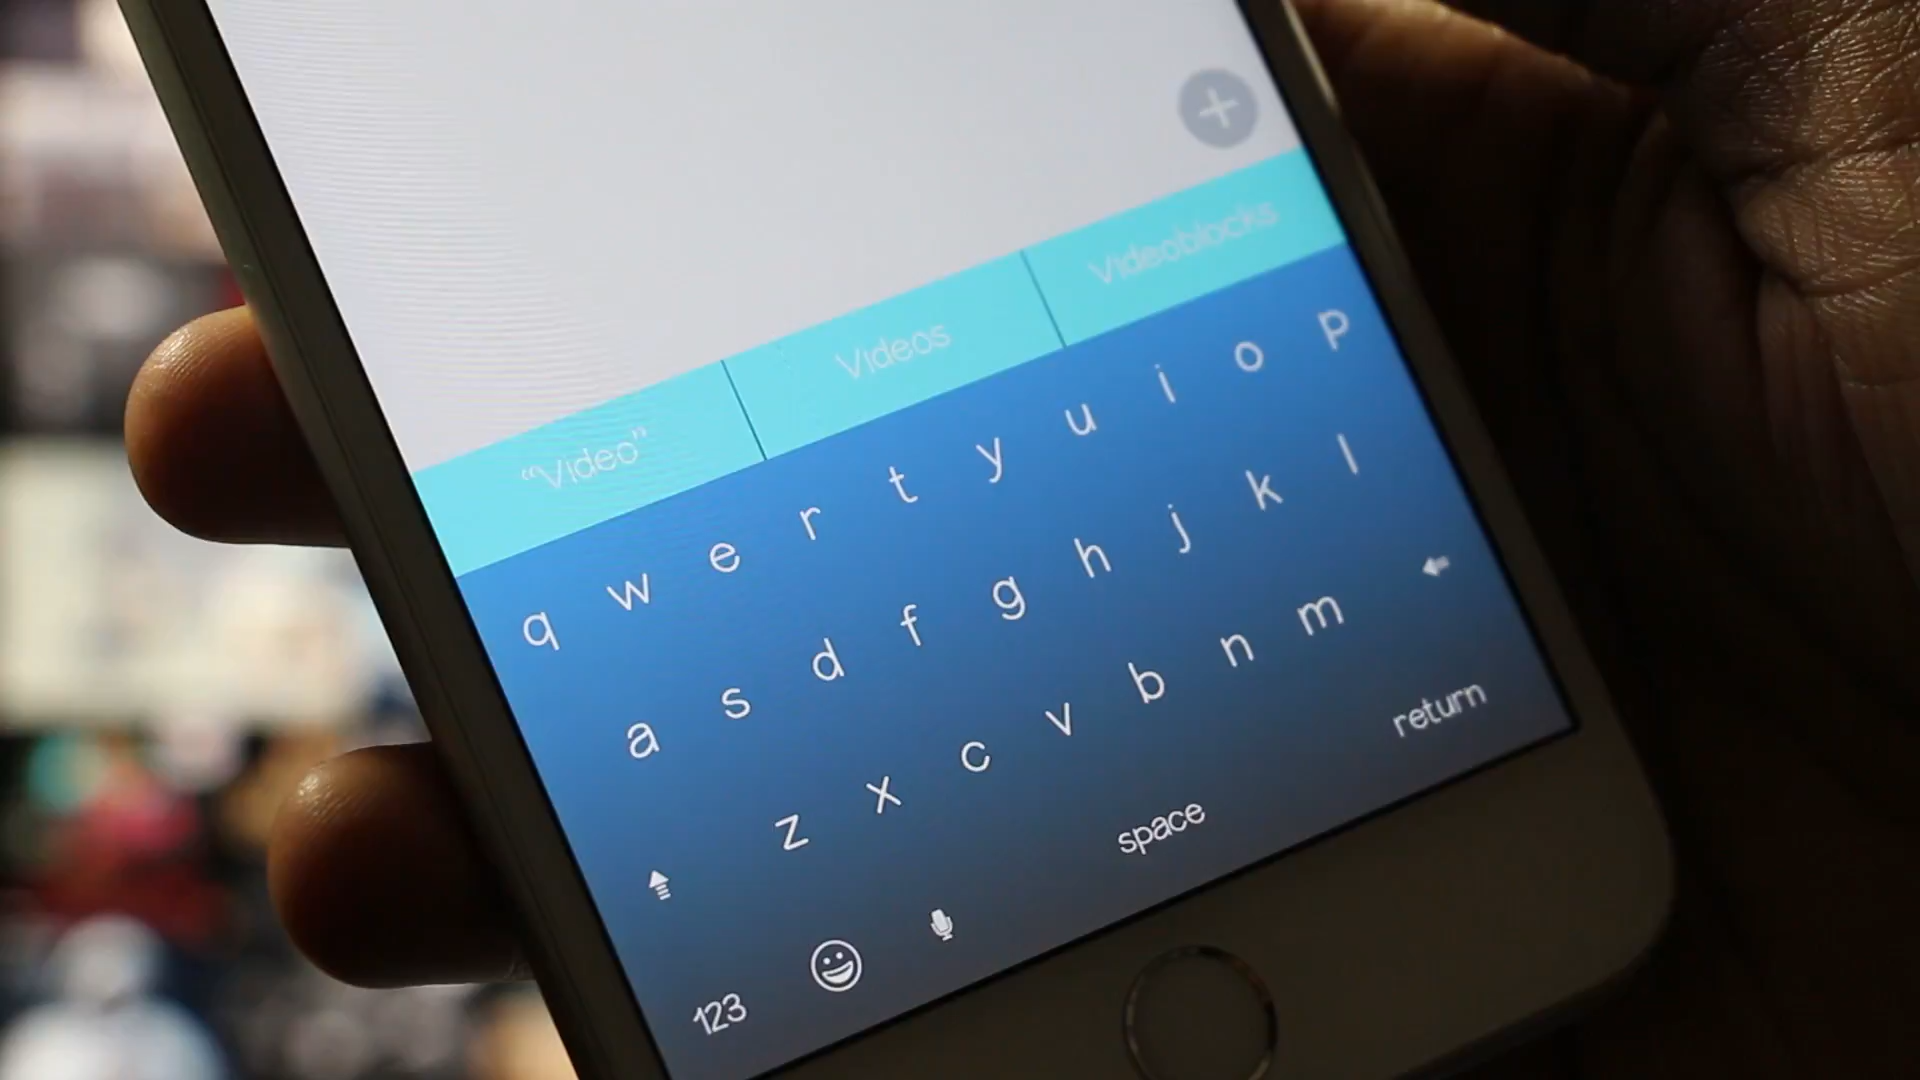 “Video” Videos Videoblocks
q w e r t y u i o p
a s d f g h j k l
z x c v b n m
123 space return